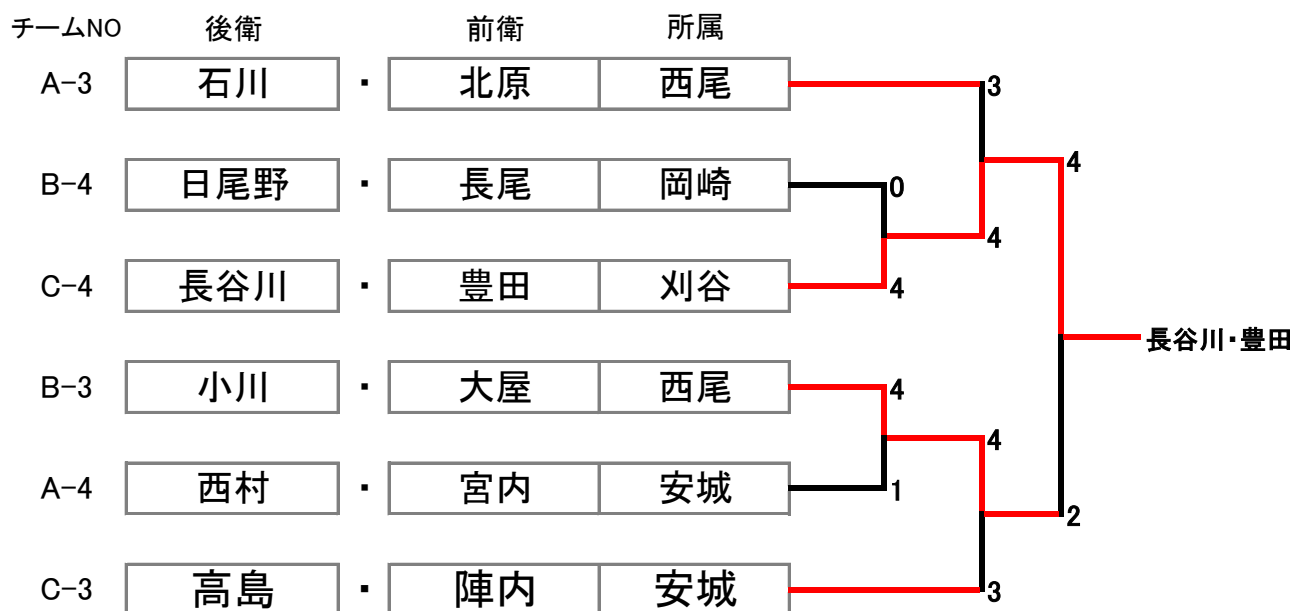 チームNO 後衛 前衛 所属
A-3 石川 ・ 北原 西尾 3
4
B-4 日尾野 ・ 長尾 岡崎 0
4
C-4 長谷川 ・ 豊田 刈谷 4
長谷川・豊田
B-3 小川 ・ 大屋 西尾 4
4
A-4 西村 ・ 宮内 安城 1
2
C-3 高島 ・ 陣内 安城 3